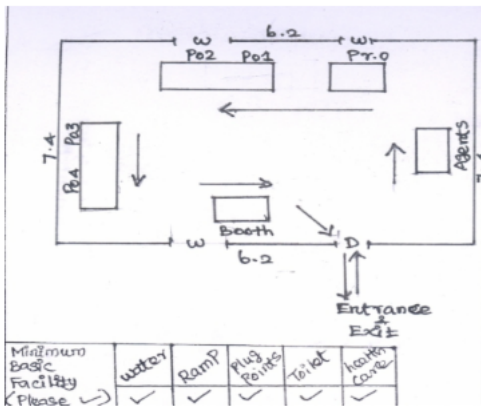 W 6.2 W
Po2 Po1 Pr.O
7.4 Po3 Po4
Agents
Booth
W D
6.2
Entrance
&
Exit
Minimum
Basic
Facility
(Please ✓)
Watter
RamP
Plug
Points
Toilet
health
care
✓ ✓ ✓ ✓ ✓